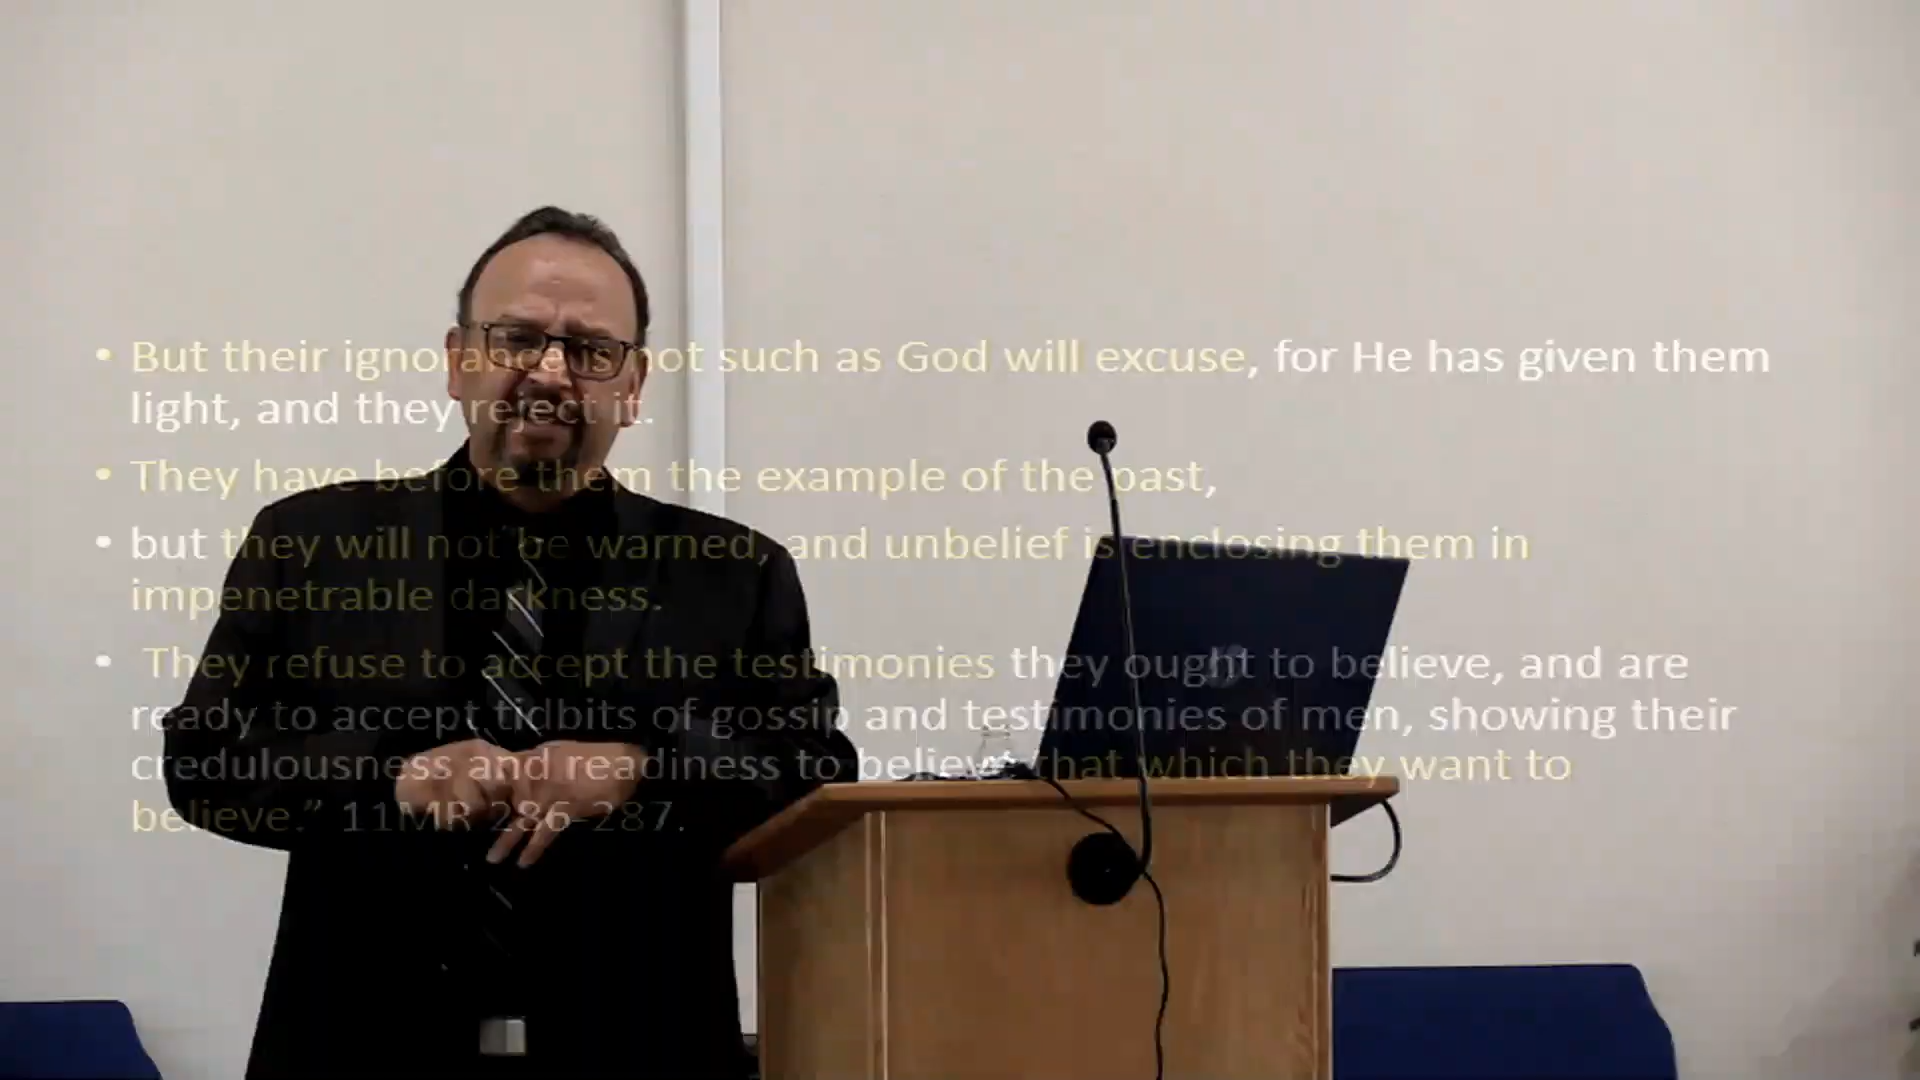 • But their ignorance is not such as God will excuse, for He has given them
light, and they reject it.
• They have before them the example of the past,
• but they will not be warned, and unbelief is enclosing them in
impenetrable darkness.
• They refuse to accept the testimonies they ought to believe, and are
ready to accept tidbits of gossip and testimonies of men, showing their
credulousness and readiness to believe that which they want to
believe.” 11MR 286-287.